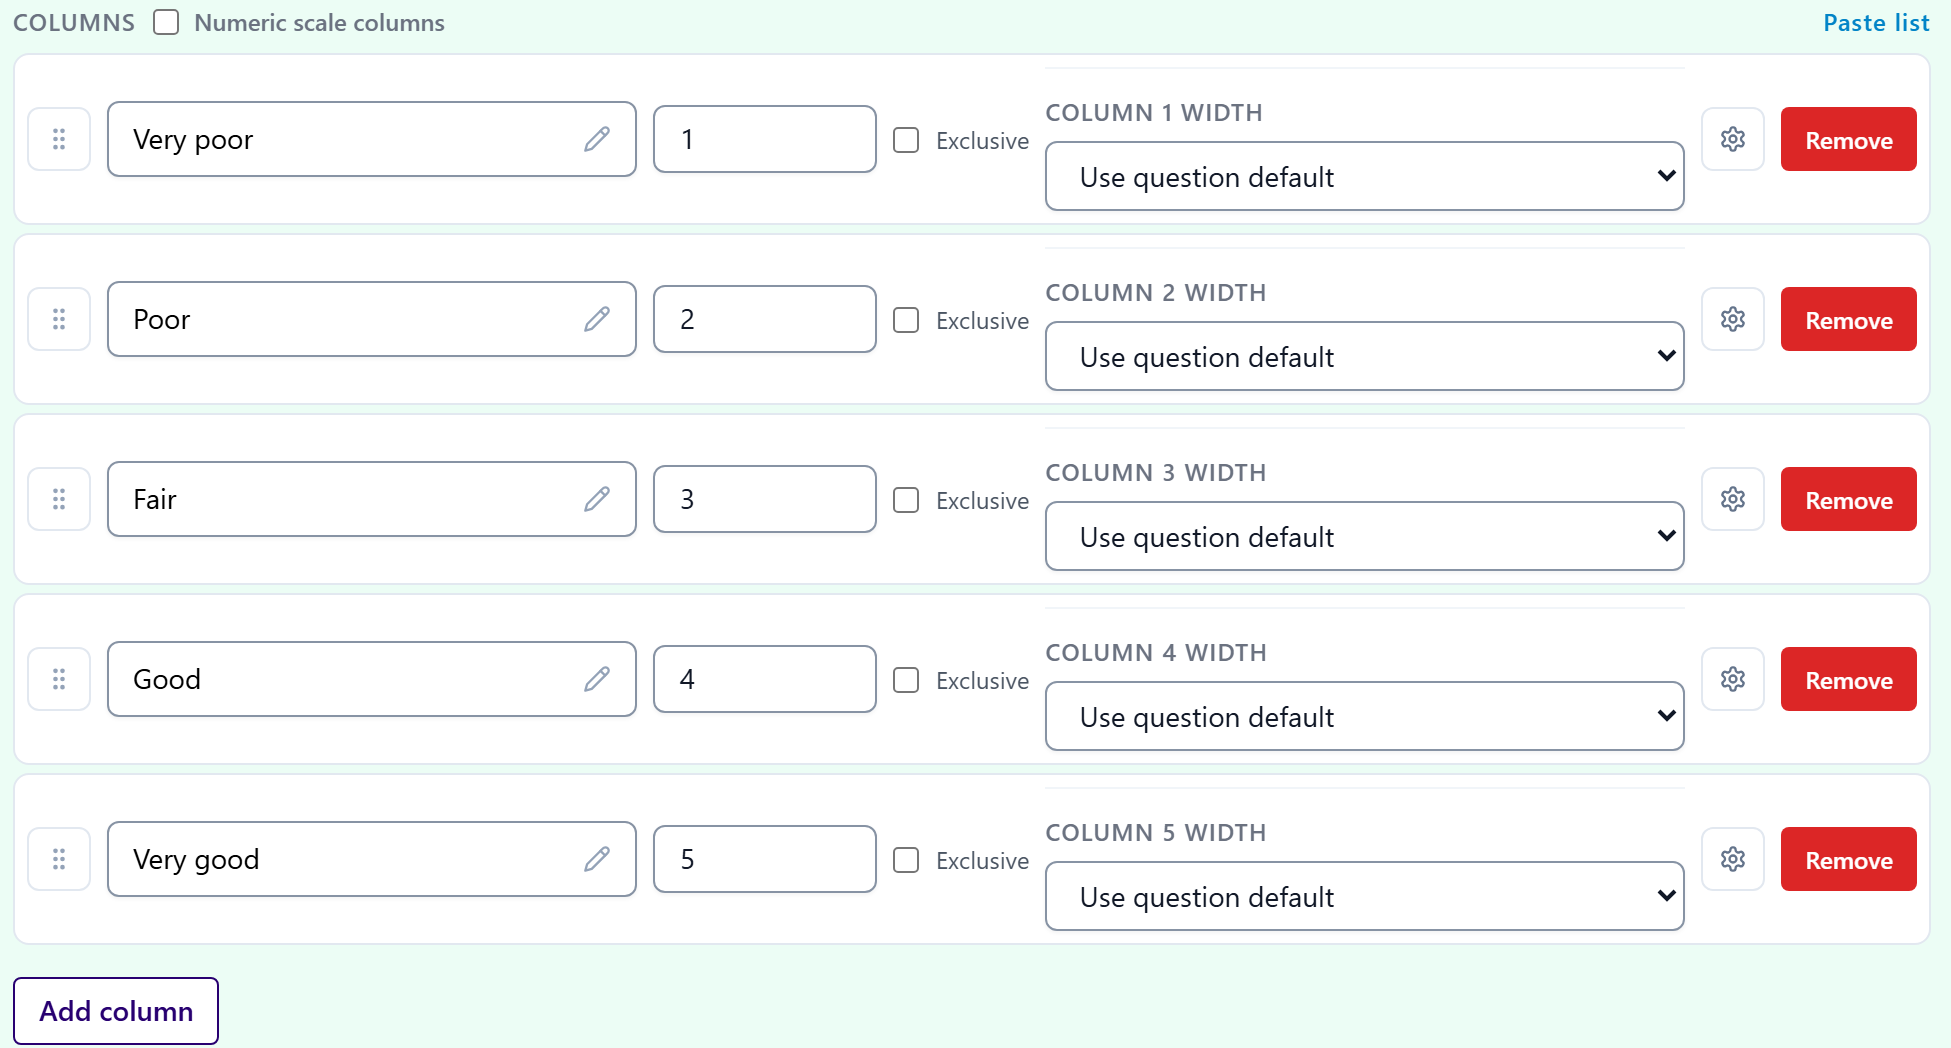 COLUMNS Numeric scale columns Paste list
COLUMN 1 WIDTH
Very poor 1 Exclusive Use question default Remove
COLUMN 2 WIDTH
Poor 2 Exclusive Use question default Remove
COLUMN 3 WIDTH
Fair 3 Exclusive Use question default Remove
COLUMN 4 WIDTH
Good 4 Exclusive Use question default Remove
COLUMN 5 WIDTH
Very good 5 Exclusive Use question default Remove
Add column